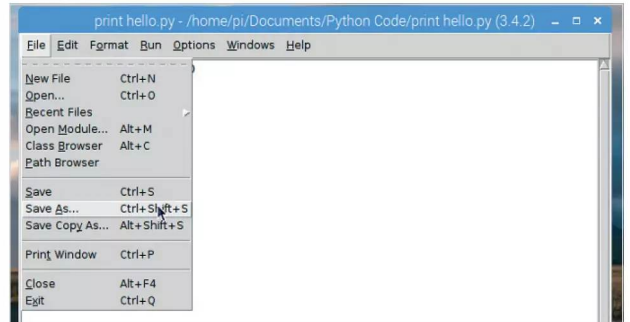 print hello.py - /home/pi/Documents/Python Code/print hello.py (3.4.2)
File Edit Format Run Options Windows Help
)
New File Ctrl+N
Open... Ctrl+O
Recent Files
Open Module... Alt+M
Class Browser Alt+C
Path Browser
Save Ctrl+S
Save As... Ctrl+Shift+S
Save Copy As... Alt+Shift+S
Print Window Ctrl+P
Close Alt+F4
Exit Ctrl+Q